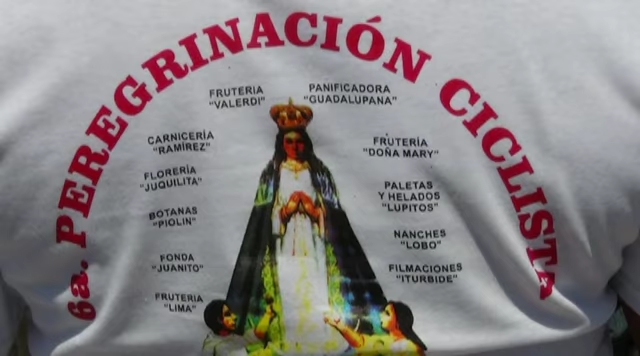 6a. PEREGRINACIÓN CICLISTA
FRUTERIA
"VALERDI"
PANIFICADORA
"GUADALUPANA"
CARNICERÍA
"RAMÍREZ"
FRUTERÍA
"DOÑA MARY"
FLORERÍA
"JUQUILITA"
PALETAS
Y HELADOS
"LUPITOS"
BOTANAS
"PIOLIN"
NANCHES
"LOBO"
FONDA
"JUANITO"
FILMACIONES
"ITURBIDE"
FRUTERIA
"LIMA"